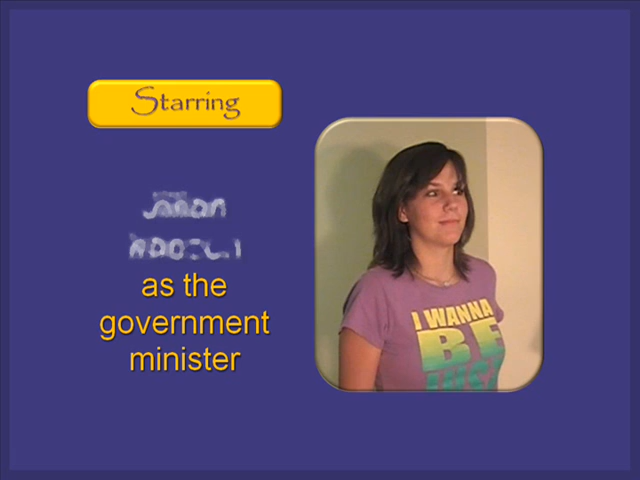 Starring
as the
government
minister
I WANNA
BE